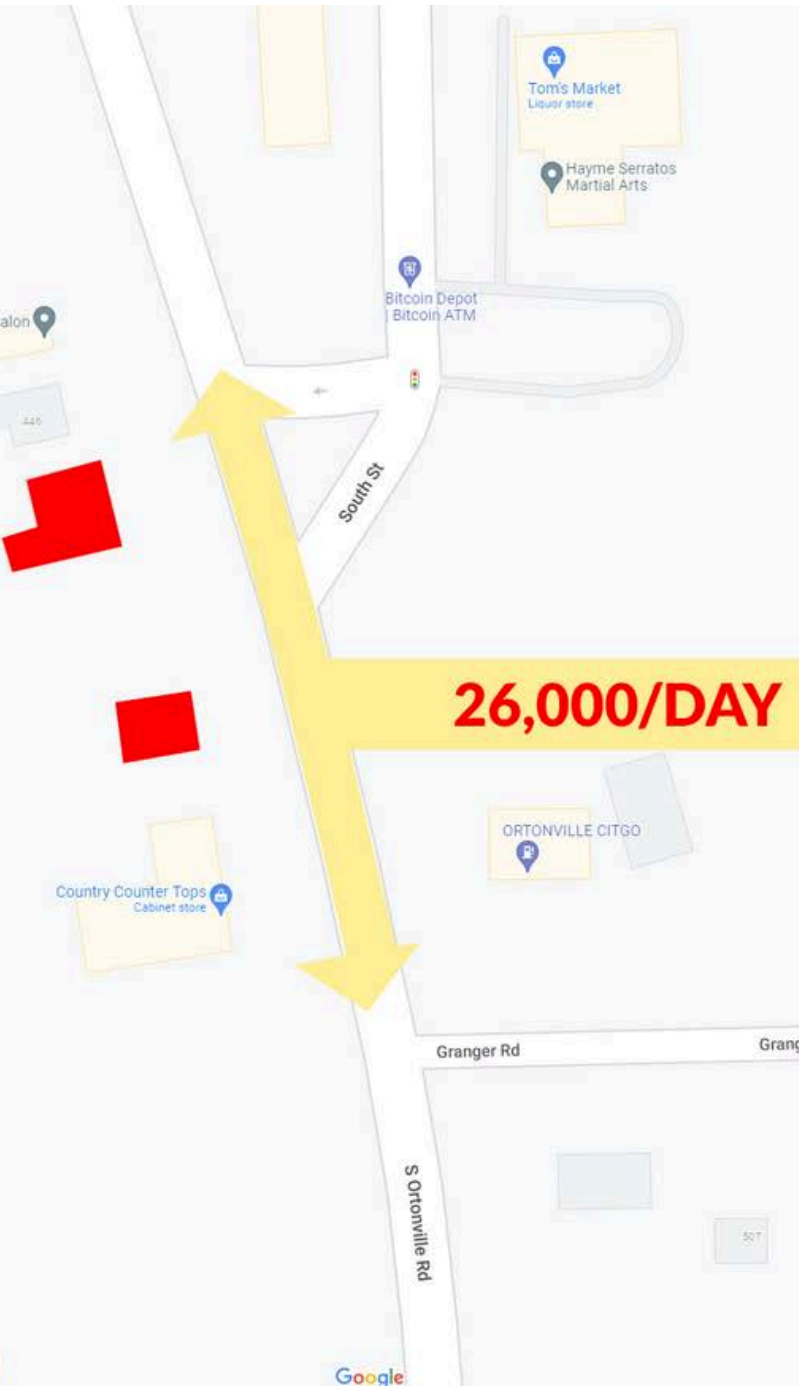 Tom's Market
Liquor store
Hayme Serratos
Martial Arts
Bitcoin Depot
| Bitcoin ATM
alon
446
South St
26,000/DAY
ORTONVILLE CITGO
Country Counter Tops
Cabinet store
Granger Rd
Grang
S Ortonville Rd
507
Google